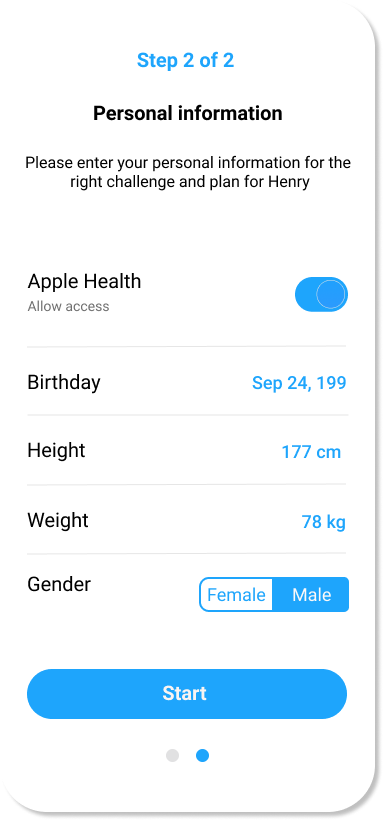 Step 2 of 2
Personal information
Please enter your personal information for the
right challenge and plan for Henry
Apple Health
Allow access
Birthday
Sep 24, 199
Height
177 cm
Weight
78 kg
Gender
Female
Male
Start